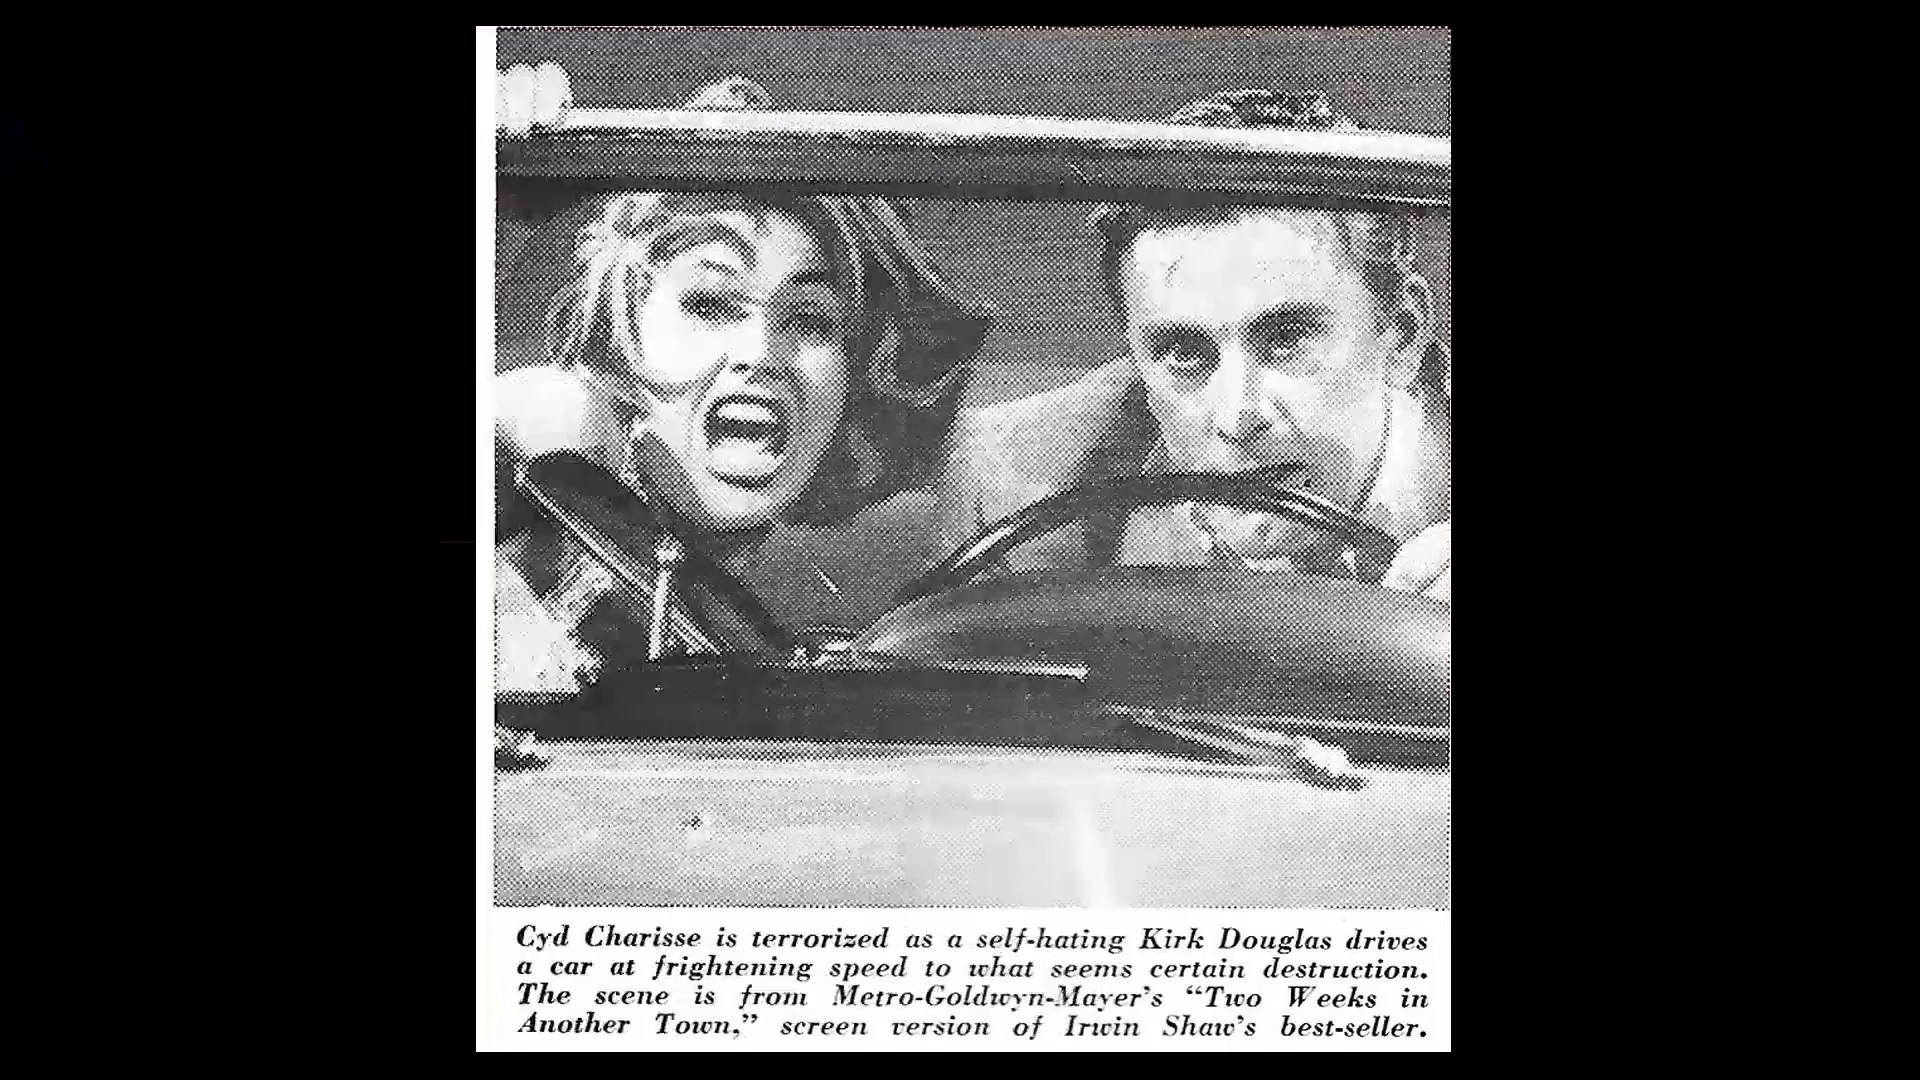 Cyd Charisse is terrorized as a self-hating Kirk Douglas drives
a car at frightening speed to what seems certain destruction.
The scene is from Metro-Goldwyn-Mayer's “Two Weeks in
Another Town,” screen version of Irwin Shaw's best-seller.